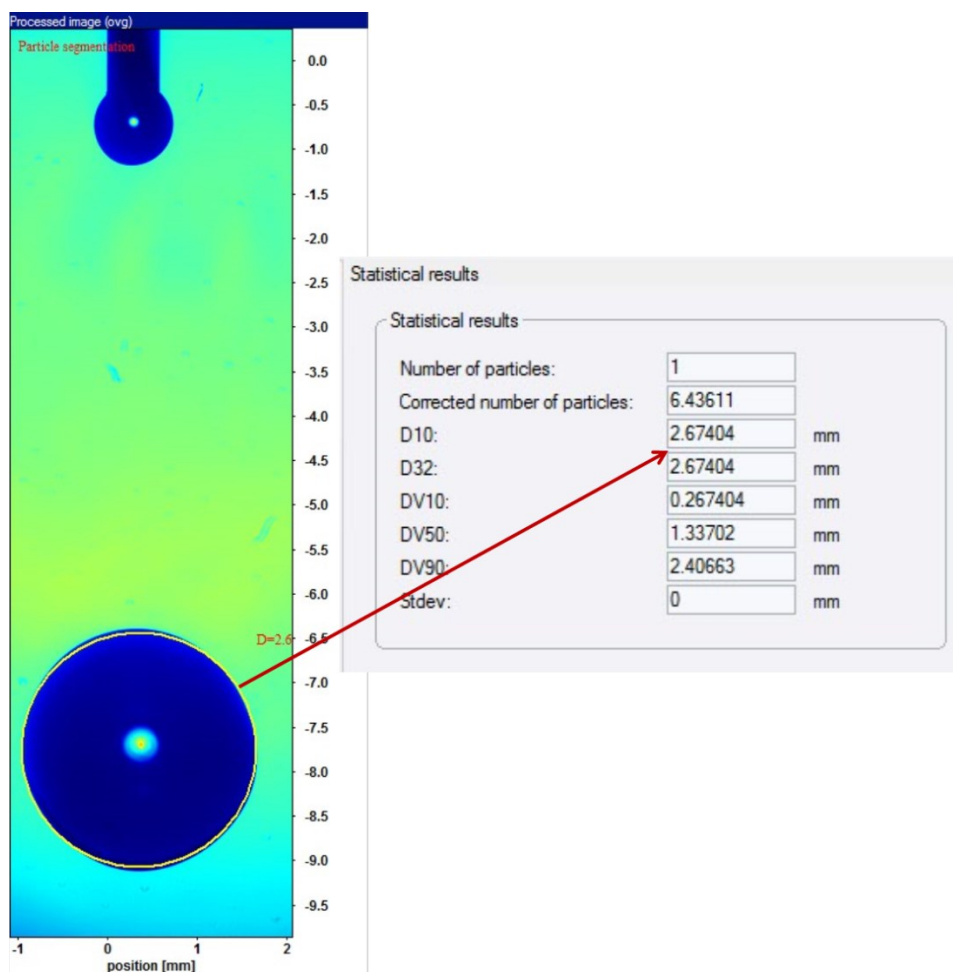 Processed image (ovg)
Particle segmentation
0.0
-0.5
-1.0
-1.5
-2.0
-2.5
-3.0
-3.5
-4.0
-4.5
-5.0
-5.5
-6.0
D=2.6
-6.5
-7.0
-7.5
-8.0
-8.5
-9.0
-9.5
-1 0 1 2
position [mm]
Statistical results
Statistical results
Number of particles: 1
Corrected number of particles: 6.43611
D10: 2.67404 mm
D32: 2.67404 mm
DV10: 0.267404 mm
DV50: 1.33702 mm
DV90: 2.40663 mm
Stdev: 0 mm